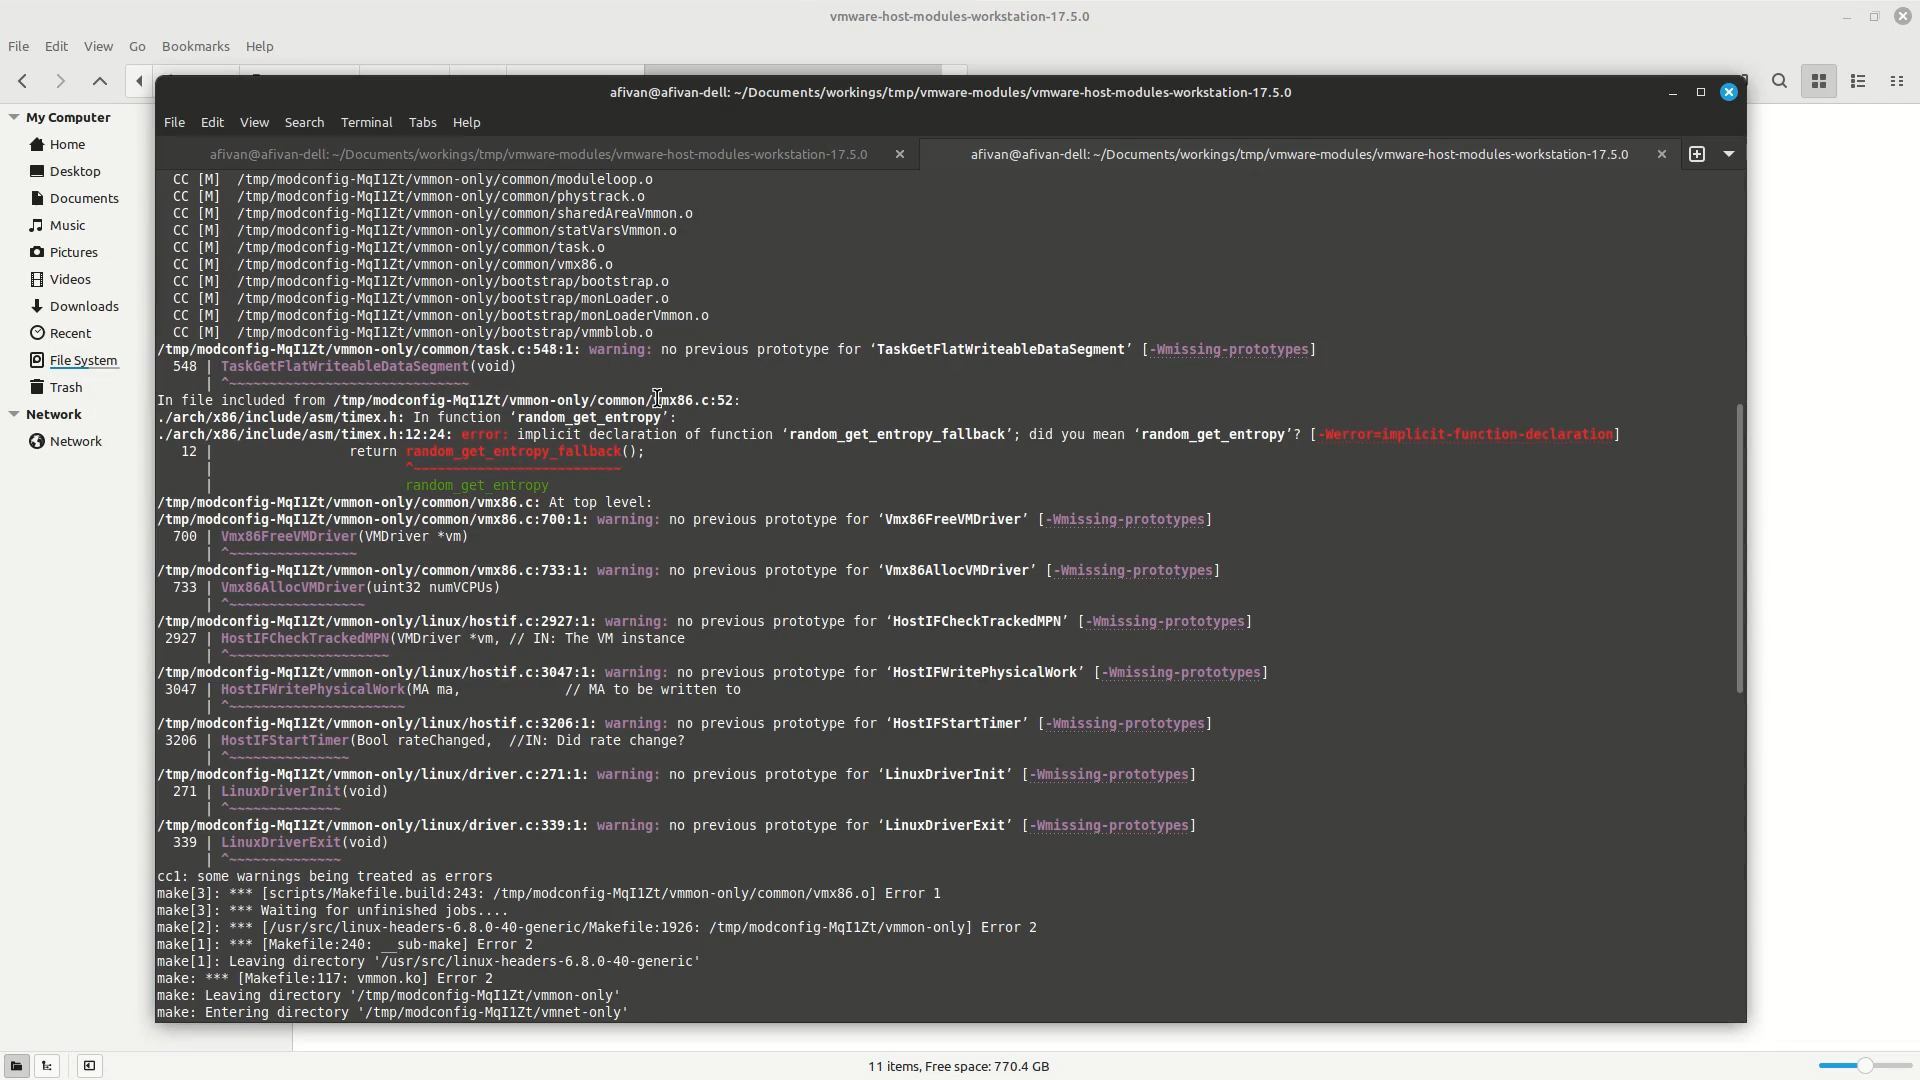 vmware-host-modules-workstation-17.5.0
File Edit View Go Bookmarks Help
My Computer
Home
Desktop
Documents
Music
Pictures
Videos
Downloads
Recent
File System
Trash
Network
Network
afivan@afivan-dell: ~/Documents/workings/tmp/vmware-modules/vmware-host-modules-workstation-17.5.0
File Edit View Search Terminal Tabs Help
afivan@afivan-dell: ~/Documents/workings/tmp/vmware-modules/vmware-host-modules-workstation-17.5.0
afivan@afivan-dell: ~/Documents/workings/tmp/vmware-modules/vmware-host-modules-workstation-17.5.0
CC [M]  /tmp/modconfig-MqI1Zt/vmmon-only/common/moduleloop.o
CC [M]  /tmp/modconfig-MqI1Zt/vmmon-only/common/phystrack.o
CC [M]  /tmp/modconfig-MqI1Zt/vmmon-only/common/sharedAreaVmmon.o
CC [M]  /tmp/modconfig-MqI1Zt/vmmon-only/common/statVarsVmmon.o
CC [M]  /tmp/modconfig-MqI1Zt/vmmon-only/common/task.o
CC [M]  /tmp/modconfig-MqI1Zt/vmmon-only/common/vmx86.o
CC [M]  /tmp/modconfig-MqI1Zt/vmmon-only/bootstrap/bootstrap.o
CC [M]  /tmp/modconfig-MqI1Zt/vmmon-only/bootstrap/monLoader.o
CC [M]  /tmp/modconfig-MqI1Zt/vmmon-only/bootstrap/monLoaderVmmon.o
CC [M]  /tmp/modconfig-MqI1Zt/vmmon-only/bootstrap/vmmblob.o
/tmp/modconfig-MqI1Zt/vmmon-only/common/task.c:548:1: warning: no previous prototype for ‘TaskGetFlatWriteableDataSegment’ [-Wmissing-prototypes]
548 | TaskGetFlatWriteableDataSegment(void)
| ^~~~~~~~~~~~~~~~~~~~~~~~~~~~~~~
In file included from /tmp/modconfig-MqI1Zt/vmmon-only/common/vmx86.c:52:
./arch/x86/include/asm/timex.h: In function ‘random_get_entropy’:
./arch/x86/include/asm/timex.h:12:24: error: implicit declaration of function ‘random_get_entropy_fallback’; did you mean ‘random_get_entropy’? [-Werror=implicit-function-declaration]
12 |                 return random_get_entropy_fallback();
|                        ^~~~~~~~~~~~~~~~~~~~~~~~~~~
|                        random_get_entropy
/tmp/modconfig-MqI1Zt/vmmon-only/common/vmx86.c: At top level:
/tmp/modconfig-MqI1Zt/vmmon-only/common/vmx86.c:700:1: warning: no previous prototype for ‘Vmx86FreeVMDriver’ [-Wmissing-prototypes]
700 | Vmx86FreeVMDriver(VMDriver *vm)
| ^~~~~~~~~~~~~~~~~
/tmp/modconfig-MqI1Zt/vmmon-only/common/vmx86.c:733:1: warning: no previous prototype for ‘Vmx86AllocVMDriver’ [-Wmissing-prototypes]
733 | Vmx86AllocVMDriver(uint32 numVCPUs)
| ^~~~~~~~~~~~~~~~~~
/tmp/modconfig-MqI1Zt/vmmon-only/linux/hostif.c:2927:1: warning: no previous prototype for ‘HostIFCheckTrackedMPN’ [-Wmissing-prototypes]
2927 | HostIFCheckTrackedMPN(VMDriver *vm, // IN: The VM instance
| ^~~~~~~~~~~~~~~~~~~~~
/tmp/modconfig-MqI1Zt/vmmon-only/linux/hostif.c:3047:1: warning: no previous prototype for ‘HostIFWritePhysicalWork’ [-Wmissing-prototypes]
3047 | HostIFWritePhysicalWork(MA ma,             // MA to be written to
| ^~~~~~~~~~~~~~~~~~~~~~~
/tmp/modconfig-MqI1Zt/vmmon-only/linux/hostif.c:3206:1: warning: no previous prototype for ‘HostIFStartTimer’ [-Wmissing-prototypes]
3206 | HostIFStartTimer(Bool rateChanged,  //IN: Did rate change?
| ^~~~~~~~~~~~~~~~
/tmp/modconfig-MqI1Zt/vmmon-only/linux/driver.c:271:1: warning: no previous prototype for ‘LinuxDriverInit’ [-Wmissing-prototypes]
271 | LinuxDriverInit(void)
| ^~~~~~~~~~~~~~~
/tmp/modconfig-MqI1Zt/vmmon-only/linux/driver.c:339:1: warning: no previous prototype for ‘LinuxDriverExit’ [-Wmissing-prototypes]
339 | LinuxDriverExit(void)
| ^~~~~~~~~~~~~~~
cc1: some warnings being treated as errors
make[3]: *** [scripts/Makefile.build:243: /tmp/modconfig-MqI1Zt/vmmon-only/common/vmx86.o] Error 1
make[3]: *** Waiting for unfinished jobs....
make[2]: *** [/usr/src/linux-headers-6.8.0-40-generic/Makefile:1926: /tmp/modconfig-MqI1Zt/vmmon-only] Error 2
make[1]: *** [Makefile:240: __sub-make] Error 2
make[1]: Leaving directory '/usr/src/linux-headers-6.8.0-40-generic'
make: *** [Makefile:117: vmmon.ko] Error 2
make: Leaving directory '/tmp/modconfig-MqI1Zt/vmmon-only'
make: Entering directory '/tmp/modconfig-MqI1Zt/vmnet-only'
11 items, Free space: 770.4 GB